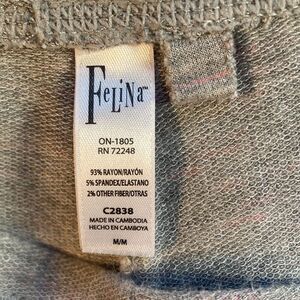 FeLiNa™
ON-1805
RN 72248
93% RAYON/RAYÓN
5% SPANDEX/ELASTANO
2% OTHER FIBER/OTRAS
C2838
MADE IN CAMBODIA
HECHO EN CAMBOYA
M/M